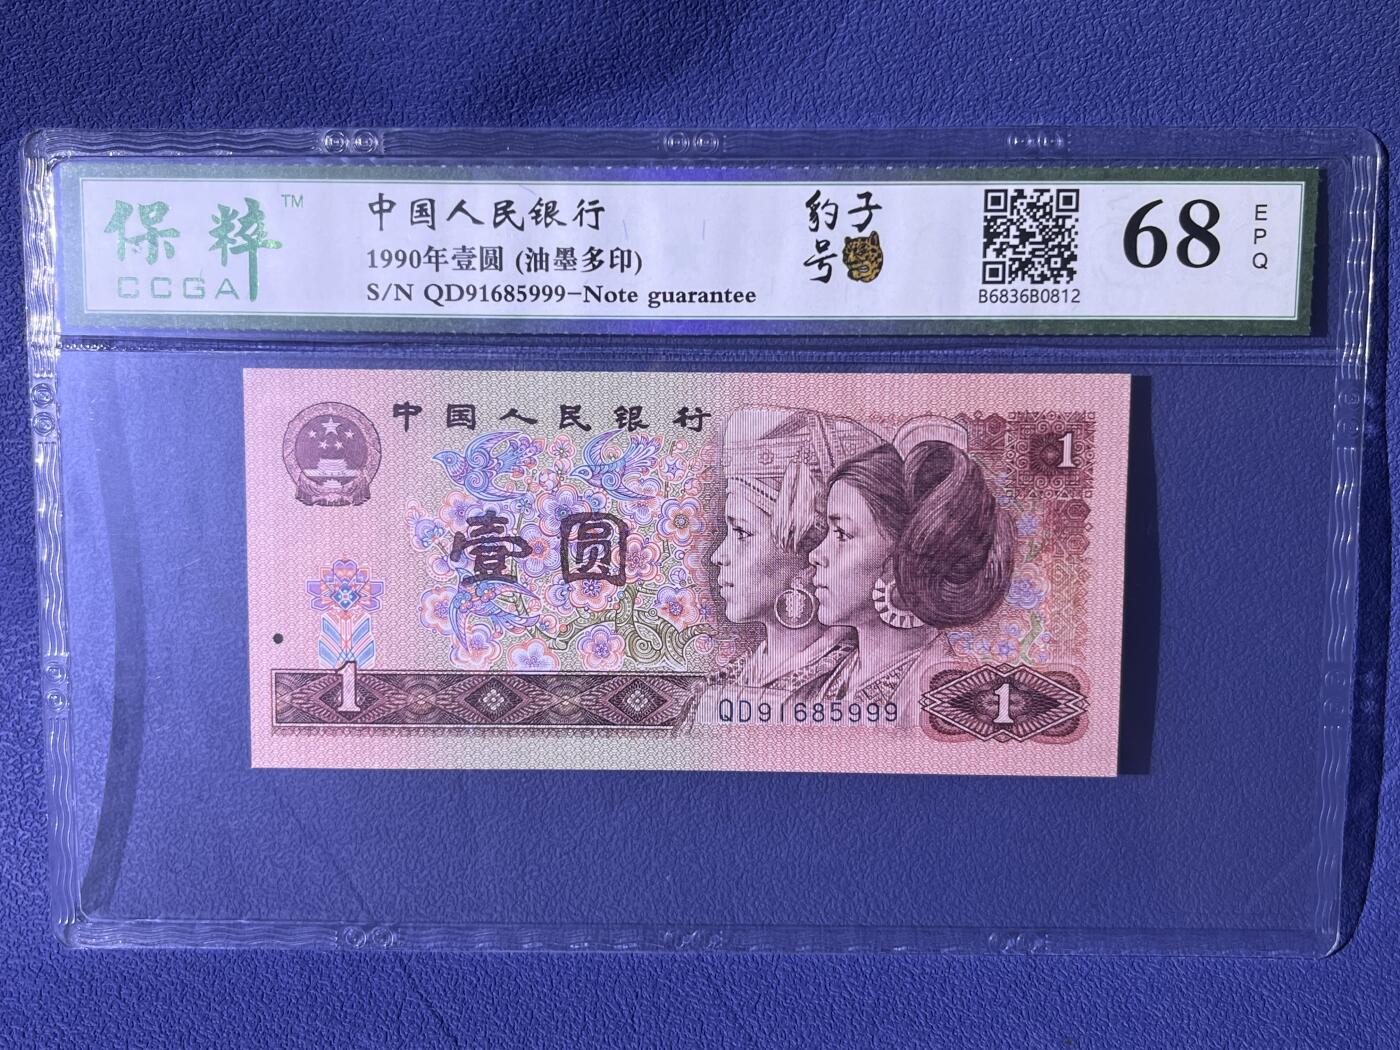 保粹™
CCGA
中国人民银行
1990年壹圆 (油墨多印)
S/N QD91685999-Note guarantee
豹子
号
B6836B0812
68
EPQ
中国人民银行
1
壹圆
1
QD91685999
1